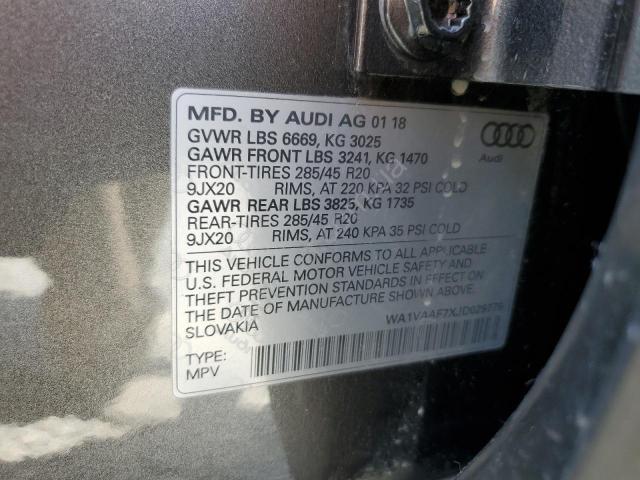 MFD. BY AUDI AG 01 18
GVWR LBS 6669, KG 3025
GAWR FRONT LBS 3241, KG 1470
FRONT-TIRES 285/45 R20
9JX20 RIMS, AT 220 KPA 32 PSI COLD
GAWR REAR LBS 3825, KG 1735
REAR-TIRES 285/45 R20
9JX20 RIMS, AT 240 KPA 35 PSI COLD
Audi
THIS VEHICLE CONFORMS TO ALL APPLICABLE
U.S. FEDERAL MOTOR VEHICLE SAFETY AND
THEFT PREVENTION STANDARDS IN EFFECT ON
THE DATE OF MANUFACTURE SHOWN ABOVE.
SLOVAKIA
WA1VAAF7XJD029776
TYPE:
MPV